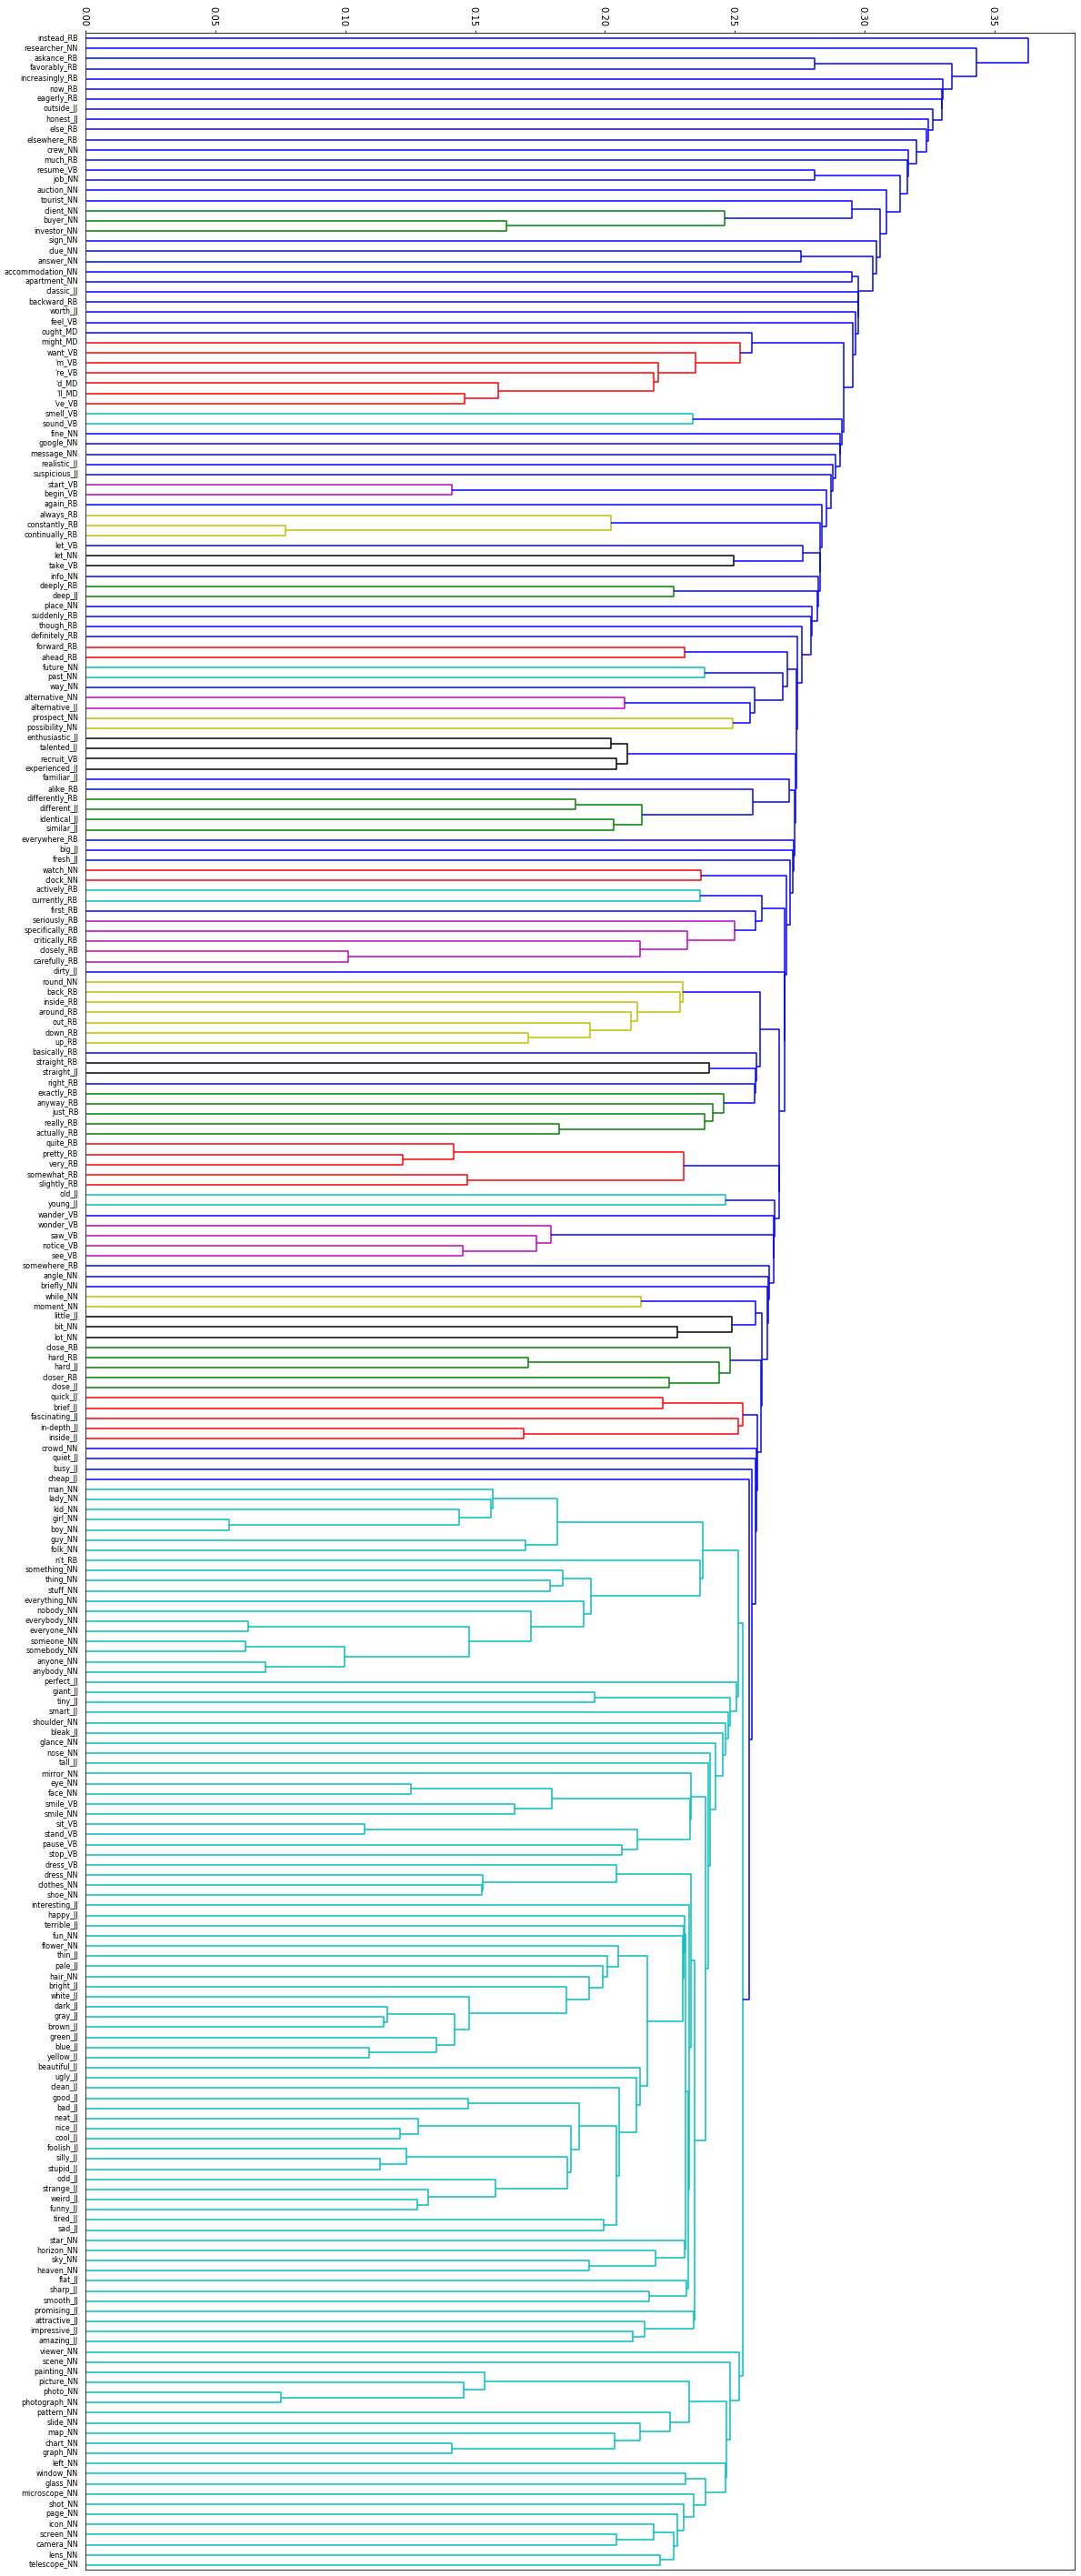 0.00 0.05 0.10 0.15 0.20 0.25 0.30 0.35
instead_RB
researcher_NN
askance_RB
favorably_RB
increasingly_RB
now_RB
eagerly_RB
outside_JJ
honest_JJ
else_RB
elsewhere_RB
crew_NN
much_RB
resume_VB
job_NN
auction_NN
tourist_NN
client_NN
buyer_NN
investor_NN
sign_NN
clue_NN
answer_NN
accommodation_NN
apartment_NN
classic_JJ
backward_RB
worth_JJ
feel_VB
ought_MD
might_MD
want_VB
'm_VB
're_VB
'd_MD
'll_MD
've_VB
smell_VB
sound_VB
fine_NN
google_NN
message_NN
realistic_JJ
suspicious_JJ
start_VB
begin_VB
again_RB
always_RB
constantly_RB
continually_RB
let_VB
let_NN
take_VB
info_NN
deeply_RB
deep_JJ
place_NN
suddenly_RB
though_RB
definitely_RB
forward_RB
ahead_RB
future_NN
past_NN
way_NN
alternative_NN
alternative_JJ
prospect_NN
possibility_NN
enthusiastic_JJ
talented_JJ
recruit_VB
experienced_JJ
familiar_JJ
alike_RB
differently_RB
different_JJ
identical_JJ
similar_JJ
everywhere_RB
big_JJ
fresh_JJ
watch_NN
clock_NN
actively_RB
currently_RB
first_RB
seriously_RB
specifically_RB
critically_RB
closely_RB
carefully_RB
dirty_JJ
round_NN
back_RB
inside_RB
around_RB
out_RB
down_RB
up_RB
basically_RB
straight_RB
straight_JJ
right_RB
exactly_RB
anyway_RB
just_RB
really_RB
actually_RB
quite_RB
pretty_RB
very_RB
somewhat_RB
slightly_RB
old_JJ
young_JJ
wander_VB
wonder_VB
saw_VB
notice_VB
see_VB
somewhere_RB
angle_NN
briefly_NN
while_NN
moment_NN
little_JJ
bit_NN
lot_NN
close_RB
hard_RB
hard_JJ
closer_RB
close_JJ
quick_JJ
brief_JJ
fascinating_JJ
in-depth_JJ
inside_JJ
crowd_NN
quiet_JJ
busy_JJ
cheap_JJ
man_NN
lady_NN
kid_NN
girl_NN
boy_NN
guy_NN
folk_NN
n't_RB
something_NN
thing_NN
stuff_NN
everything_NN
nobody_NN
everybody_NN
everyone_NN
someone_NN
somebody_NN
anyone_NN
anybody_NN
perfect_JJ
giant_JJ
tiny_JJ
smart_JJ
shoulder_NN
bleak_JJ
glance_NN
nose_NN
tall_JJ
mirror_NN
eye_NN
face_NN
smile_VB
smile_NN
sit_VB
stand_VB
pause_VB
stop_VB
dress_VB
dress_NN
clothes_NN
shoe_NN
interesting_JJ
happy_JJ
terrible_JJ
fun_NN
flower_NN
thin_JJ
pale_JJ
hair_NN
bright_JJ
white_JJ
dark_JJ
gray_JJ
brown_JJ
green_JJ
blue_JJ
yellow_JJ
beautiful_JJ
ugly_JJ
clean_JJ
good_JJ
bad_JJ
neat_JJ
nice_JJ
cool_JJ
foolish_JJ
silly_JJ
stupid_JJ
odd_JJ
strange_JJ
weird_JJ
funny_JJ
tired_JJ
sad_JJ
star_NN
horizon_NN
sky_NN
heaven_NN
flat_JJ
sharp_JJ
smooth_JJ
promising_JJ
attractive_JJ
impressive_JJ
amazing_JJ
viewer_NN
scene_NN
painting_NN
picture_NN
photo_NN
photograph_NN
pattern_NN
slide_NN
map_NN
chart_NN
graph_NN
left_NN
window_NN
glass_NN
microscope_NN
shot_NN
page_NN
icon_NN
screen_NN
camera_NN
lens_NN
telescope_NN